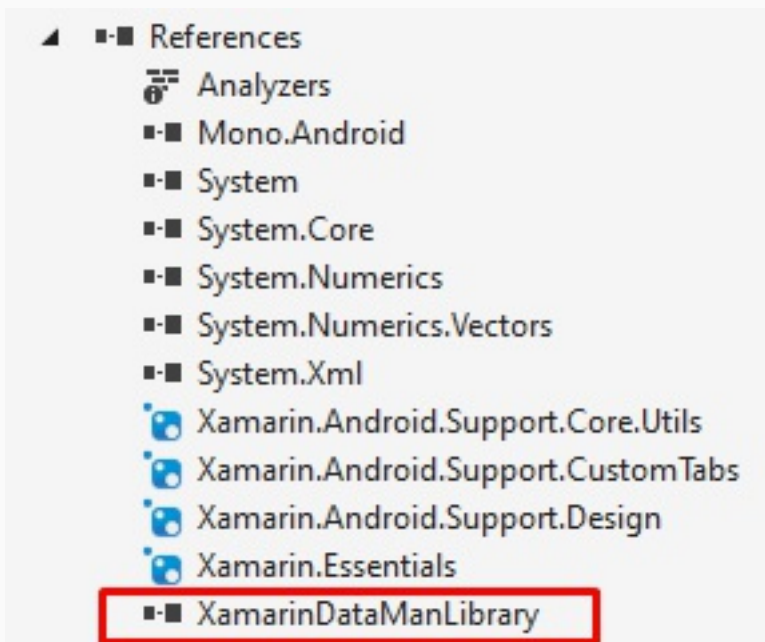 References
Analyzers
Mono.Android
System
System.Core
System.Numerics
System.Numerics.Vectors
System.Xml
Xamarin.Android.Support.Core.Utils
Xamarin.Android.Support.CustomTabs
Xamarin.Android.Support.Design
Xamarin.Essentials
XamarinDataManLibrary